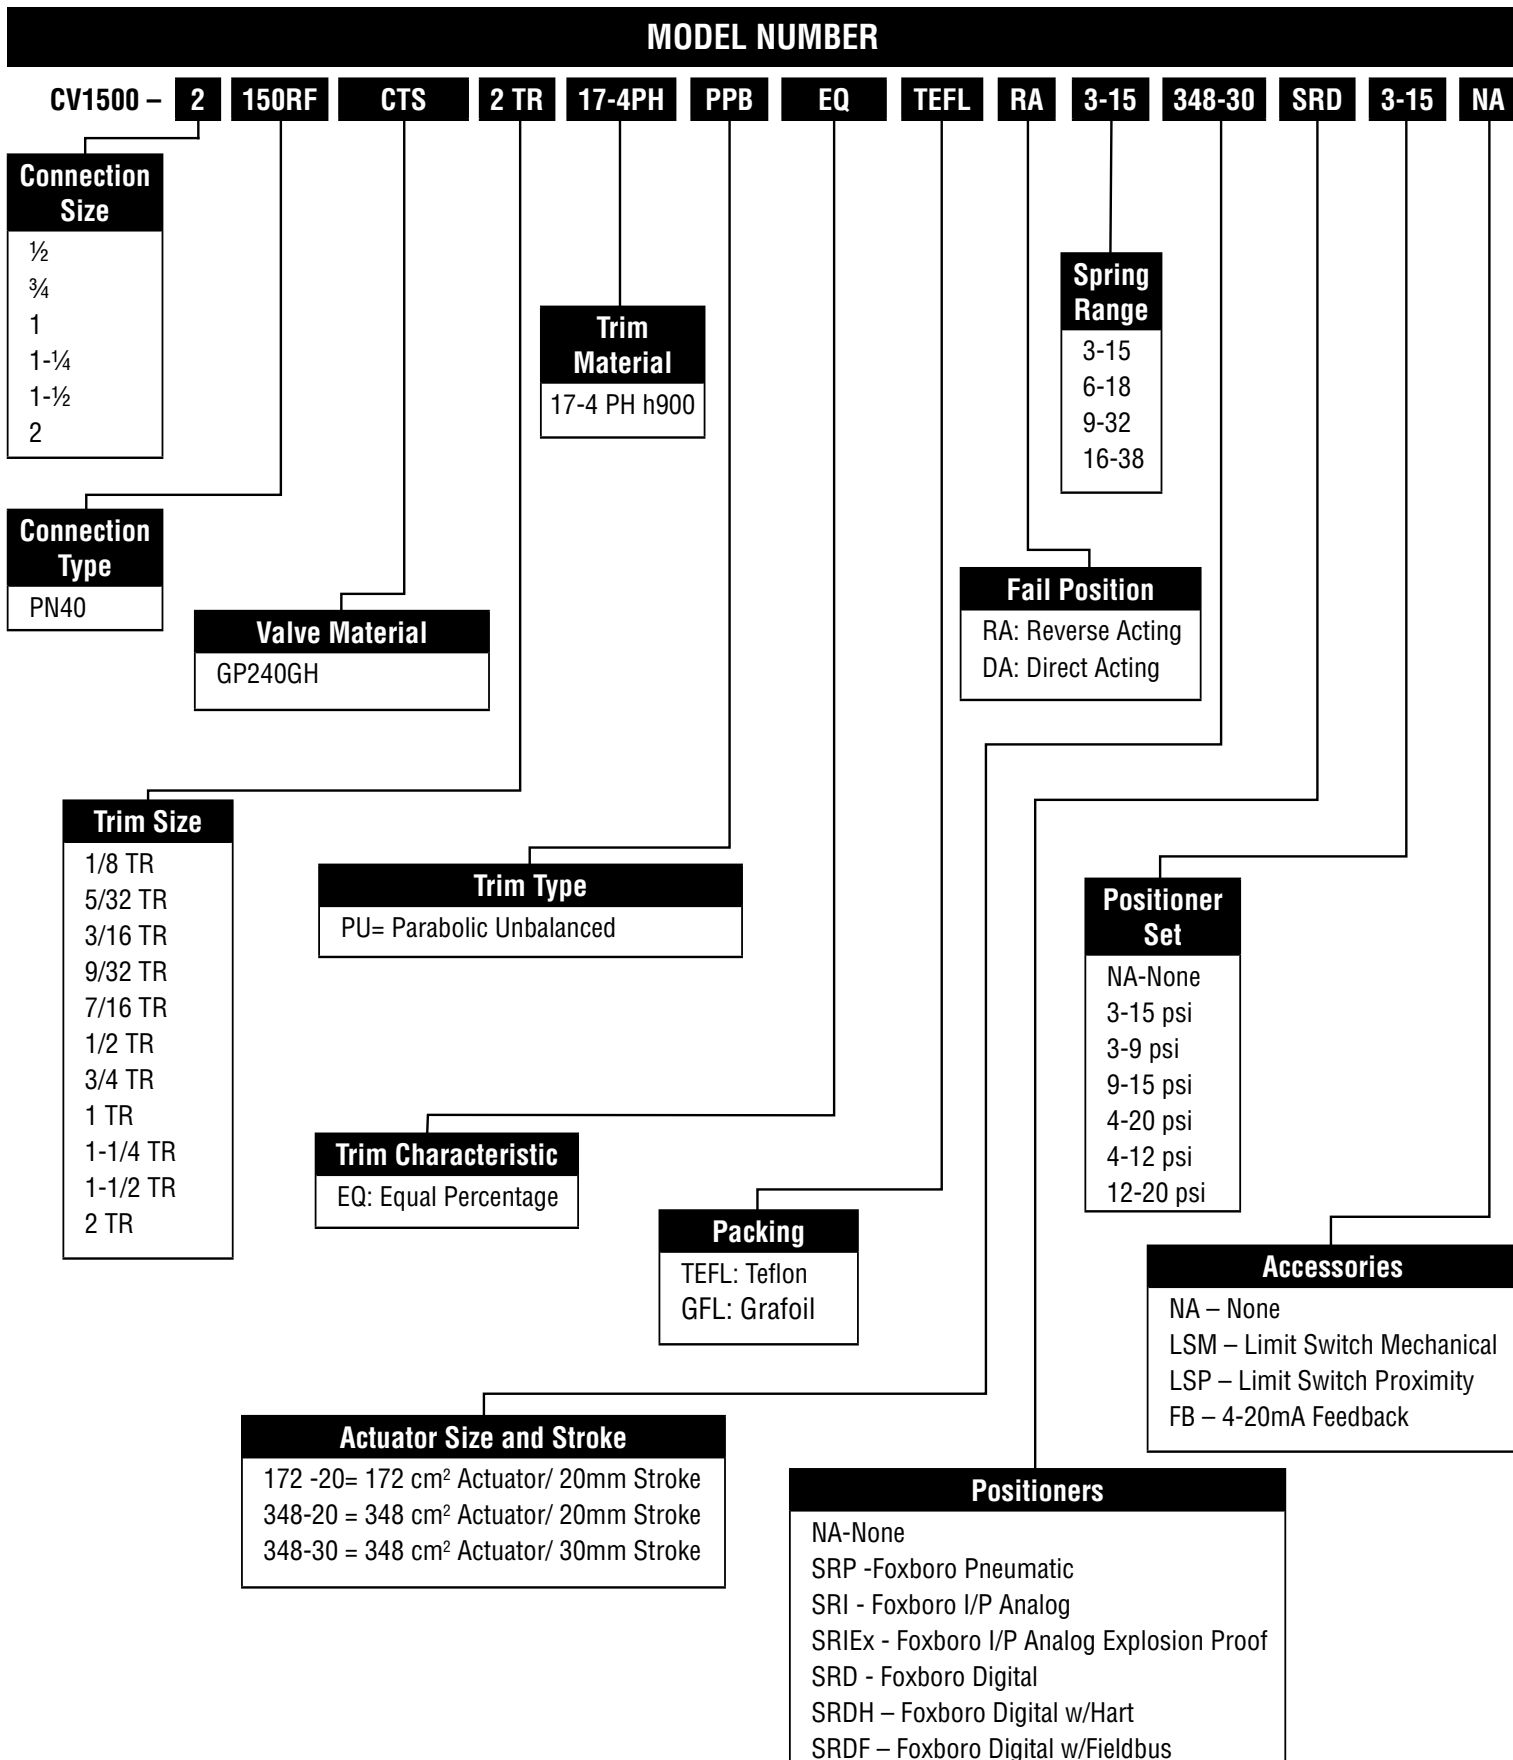 MODEL NUMBER
CV1500 – 2 150RF CTS 2 TR 17-4PH PPB EQ TEFL RA 3-15 348-30 SRD 3-15 NA
Connection
Size
½
¾
1
1-¼
1-½
2
Connection
Type
PN40
Valve Material
GP240GH
Trim
Material
17-4 PH h900
Spring
Range
3-15
6-18
9-32
16-38
Fail Position
RA: Reverse Acting
DA: Direct Acting
Trim Size
1/8 TR
5/32 TR
3/16 TR
9/32 TR
7/16 TR
1/2 TR
3/4 TR
1 TR
1-1/4 TR
1-1/2 TR
2 TR
Trim Type
PU= Parabolic Unbalanced
Trim Characteristic
EQ: Equal Percentage
Packing
TEFL: Teflon
GFL: Grafoil
Positioner
Set
NA-None
3-15 psi
3-9 psi
9-15 psi
4-20 psi
4-12 psi
12-20 psi
Accessories
NA – None
LSM – Limit Switch Mechanical
LSP – Limit Switch Proximity
FB – 4-20mA Feedback
Actuator Size and Stroke
172 -20= 172 cm² Actuator/ 20mm Stroke
348-20 = 348 cm² Actuator/ 20mm Stroke
348-30 = 348 cm² Actuator/ 30mm Stroke
Positioners
NA-None
SRP -Foxboro Pneumatic
SRI - Foxboro I/P Analog
SRIEx - Foxboro I/P Analog Explosion Proof
SRD - Foxboro Digital
SRDH – Foxboro Digital w/Hart
SRDF – Foxboro Digital w/Fieldbus